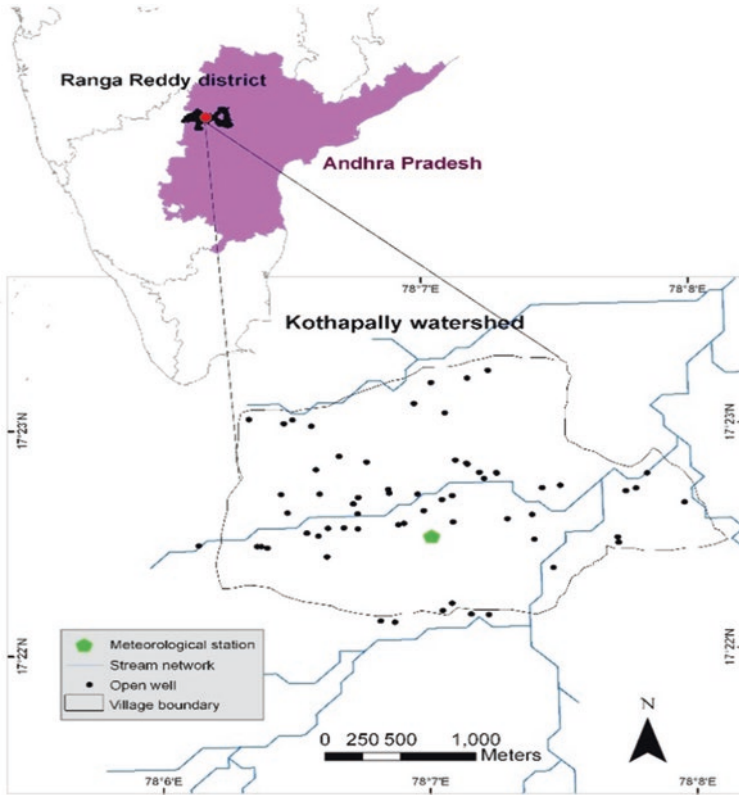 Ranga Reddy district
Andhra Pradesh
78°7'E
78°8'E
Kothapally watershed
17°23'N
17°23'N
Meteorological station
Stream network
Open well
Village boundary
17°22'N
17°22'N
N
0 250 500 1,000
Meters
78°6'E
78°7'E
78°8'E